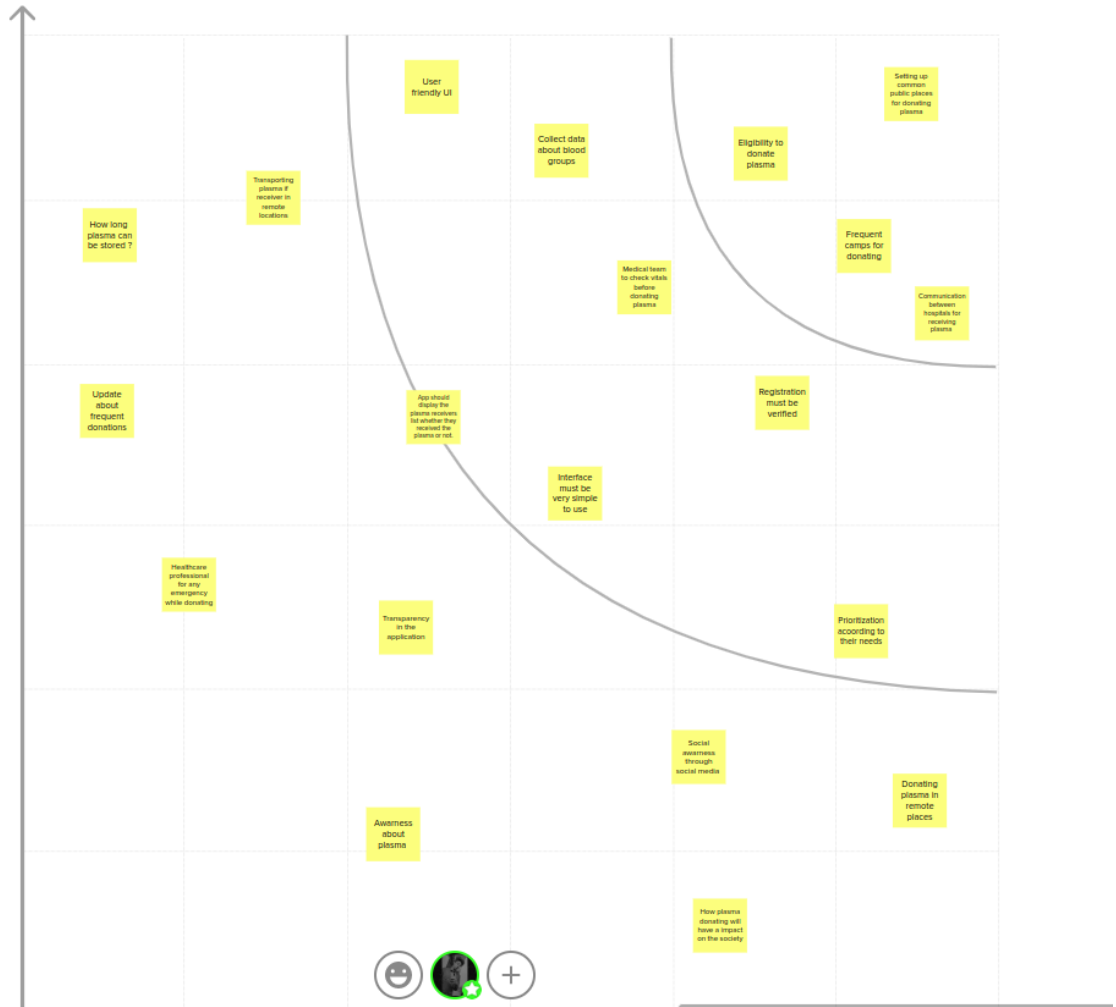 User
friendly UI
Setting up
common
public places
for donating
plasma
Collect data
about blood
groups
Eligibility to
donate
plasma
Transporting
plasma if
receiver in
remote
locations
How long
plasma can
be stored ?
Frequent
camps for
donating
Medical team
to check vitals
before
donating
plasma
Communication
between
hospitals for
receiving
plasma
Update
about
frequent
donations
App should
display the
plasma receivers
list whether they
received the
plasma or not.
Registration
must be
verified
Interface
must be
very simple
to use
Healthcare
professional
for any
emergency
while donating
Transparency
in the
application
Prioritization
acoording to
their needs
Social
awarness
through
social media
Donating
plasma in
remote
places
Awarness
about
plasma
How plasma
donating will
have a impact
on the society